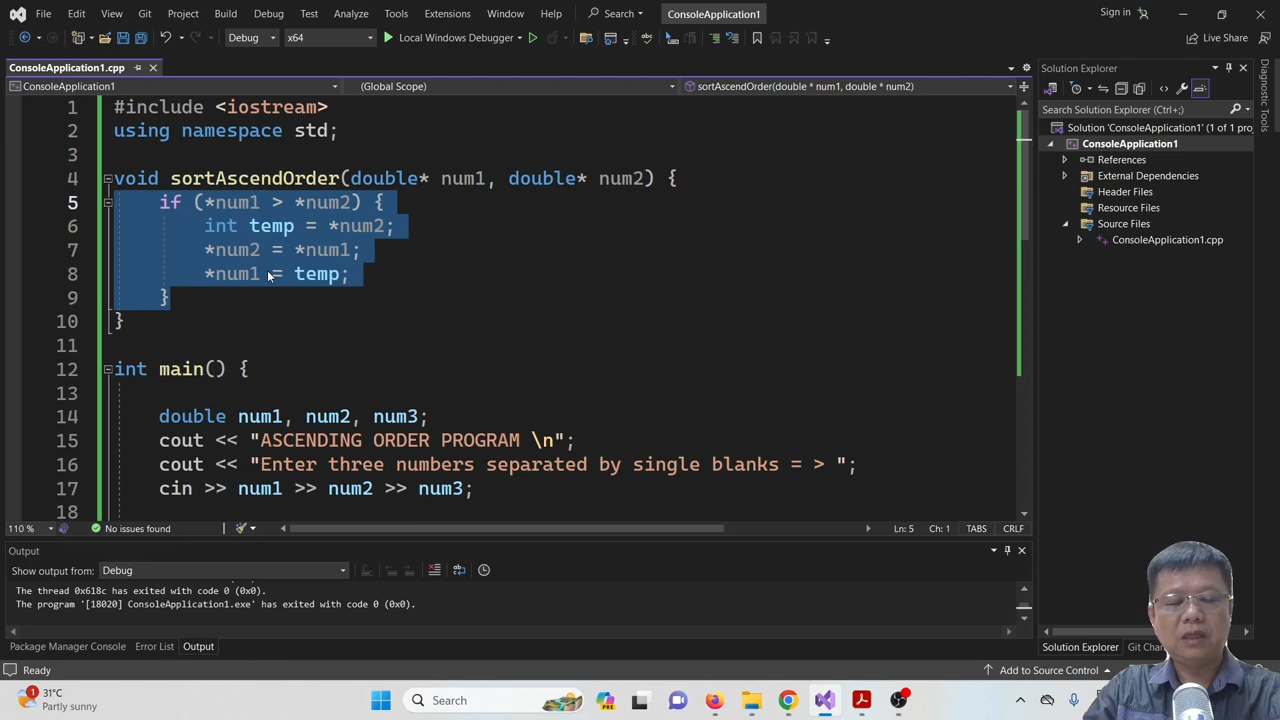 File Edit View Git Project Build Debug Test Analyze Tools Extensions Window Help Search ConsoleApplication1 Sign in
Debug x64 Local Windows Debugger Live Share
ConsoleApplication1.cpp
ConsoleApplication1 (Global Scope) sortAscendOrder(double * num1, double * num2)
1 #include <iostream>
2 using namespace std;
3
4 void sortAscendOrder(double* num1, double* num2) {
5 if (*num1 > *num2) {
6 int temp = *num2;
7 *num2 = *num1;
8 *num1 = temp;
9 }
10 }
11
12 int main() {
13
14 double num1, num2, num3;
15 cout << "ASCENDING ORDER PROGRAM \n";
16 cout << "Enter three numbers separated by single blanks = > ";
17 cin >> num1 >> num2 >> num3;
18
110 % No issues found Ln: 5 Ch: 1 TABS CRLF
Output
Show output from: Debug
The thread 0x618c has exited with code 0 (0x0).
The program '[18020] ConsoleApplication1.exe' has exited with code 0 (0x0).
Package Manager Console Error List Output
Ready Add to Source Control
Solution Explorer
Search Solution Explorer (Ctrl+;)
Solution 'ConsoleApplication1' (1 of 1 proj
ConsoleApplication1
References
External Dependencies
Header Files
Resource Files
Source Files
ConsoleApplication1.cpp
Solution Explorer Git Chan
Diagnostic Tools
1 31°C
Partly sunny
Search
PRE